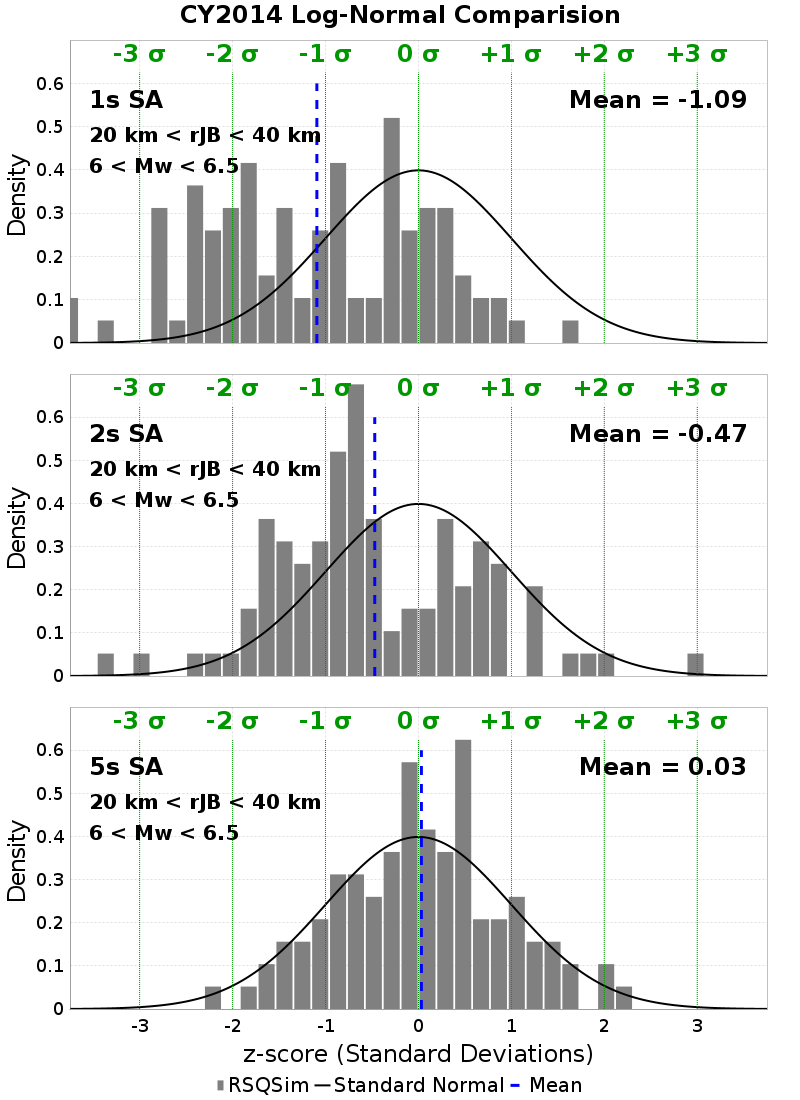 CY2014 Log-Normal Comparision
-3 σ -2 σ -1 σ 0 σ +1 σ +2 σ +3 σ
0.6
1s SA Mean = -1.09
0.5
20 km < rJB < 40 km
6 < Mw < 6.5
0.4
0.3
0.2
0.1
0
Density
-3 σ -2 σ -1 σ 0 σ +1 σ +2 σ +3 σ
0.6
2s SA Mean = -0.47
0.5
20 km < rJB < 40 km
6 < Mw < 6.5
0.4
0.3
0.2
0.1
0
Density
-3 σ -2 σ -1 σ 0 σ +1 σ +2 σ +3 σ
0.6
5s SA Mean = 0.03
0.5
20 km < rJB < 40 km
6 < Mw < 6.5
0.4
0.3
0.2
0.1
0
Density
-3 -2 -1 0 1 2 3
z-score (Standard Deviations)
RSQSim Standard Normal Mean